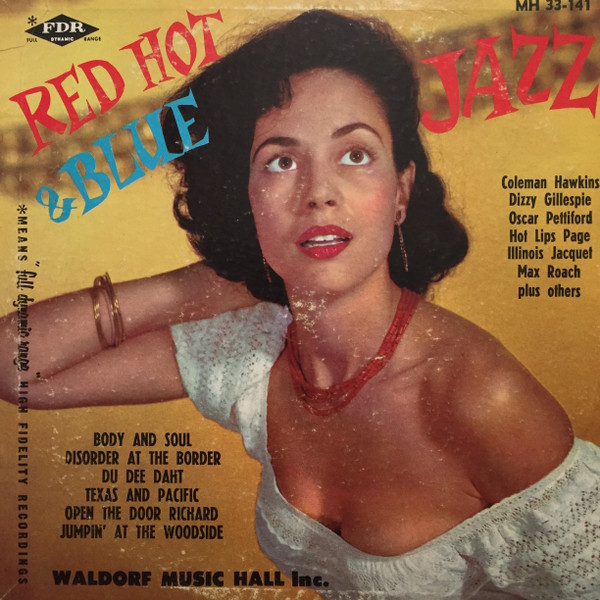 *
FDR
FULL DYNAMIC RANGE
MH 33-141
RED HOT
& BLUE
JAZZ
Coleman Hawkins
Dizzy Gillespie
Oscar Pettiford
Hot Lips Page
Illinois Jacquet
Max Roach
plus others
*MEANS "full dynamic range" HIGH FIDELITY RECORDINGS
BODY AND SOUL
DISORDER AT THE BORDER
DU DEE DAHT
TEXAS AND PACIFIC
OPEN THE DOOR RICHARD
JUMPIN' AT THE WOODSIDE
WALDORF MUSIC HALL Inc.